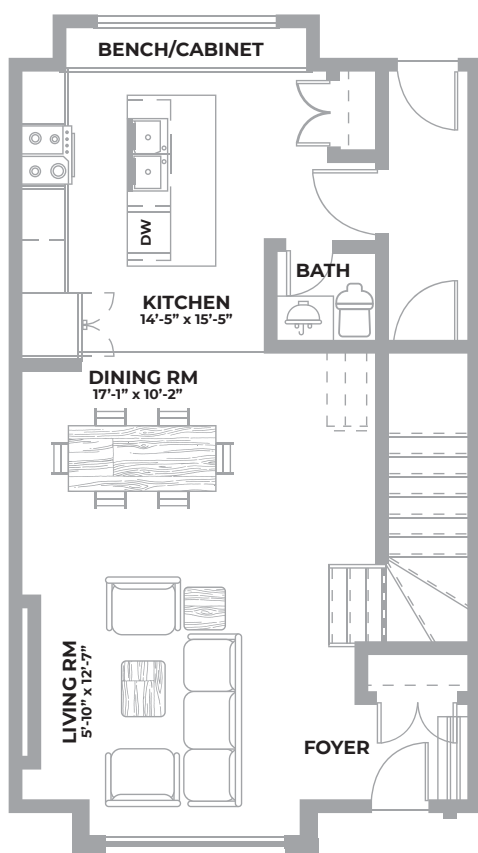 BENCH/CABINET
DW
BATH
KITCHEN
14'-5" x 15'-5"
DINING RM
17'-1" x 10'-2"
LIVING RM
5'-10" x 12'-7"
FOYER